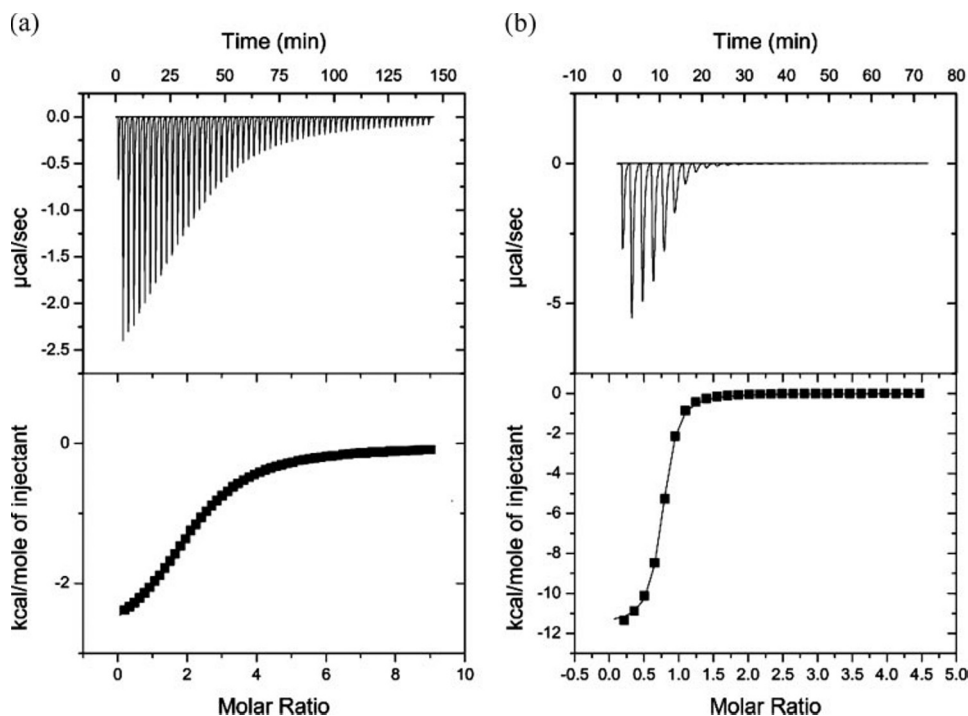 (a)
Time (min)
0 25 50 75 100 125 150
0.0
-0.5
-1.0
-1.5
-2.0
-2.5
µcal/sec
0
-2
kcal/mole of injectant
0 2 4 6 8 10
Molar Ratio
(b)
Time (min)
-10 0 10 20 30 40 50 60 70 80
0
-5
µcal/sec
0
-2
-4
-6
-8
-10
-12
kcal/mole of injectant
-0.5 0.0 0.5 1.0 1.5 2.0 2.5 3.0 3.5 4.0 4.5 5.0
Molar Ratio